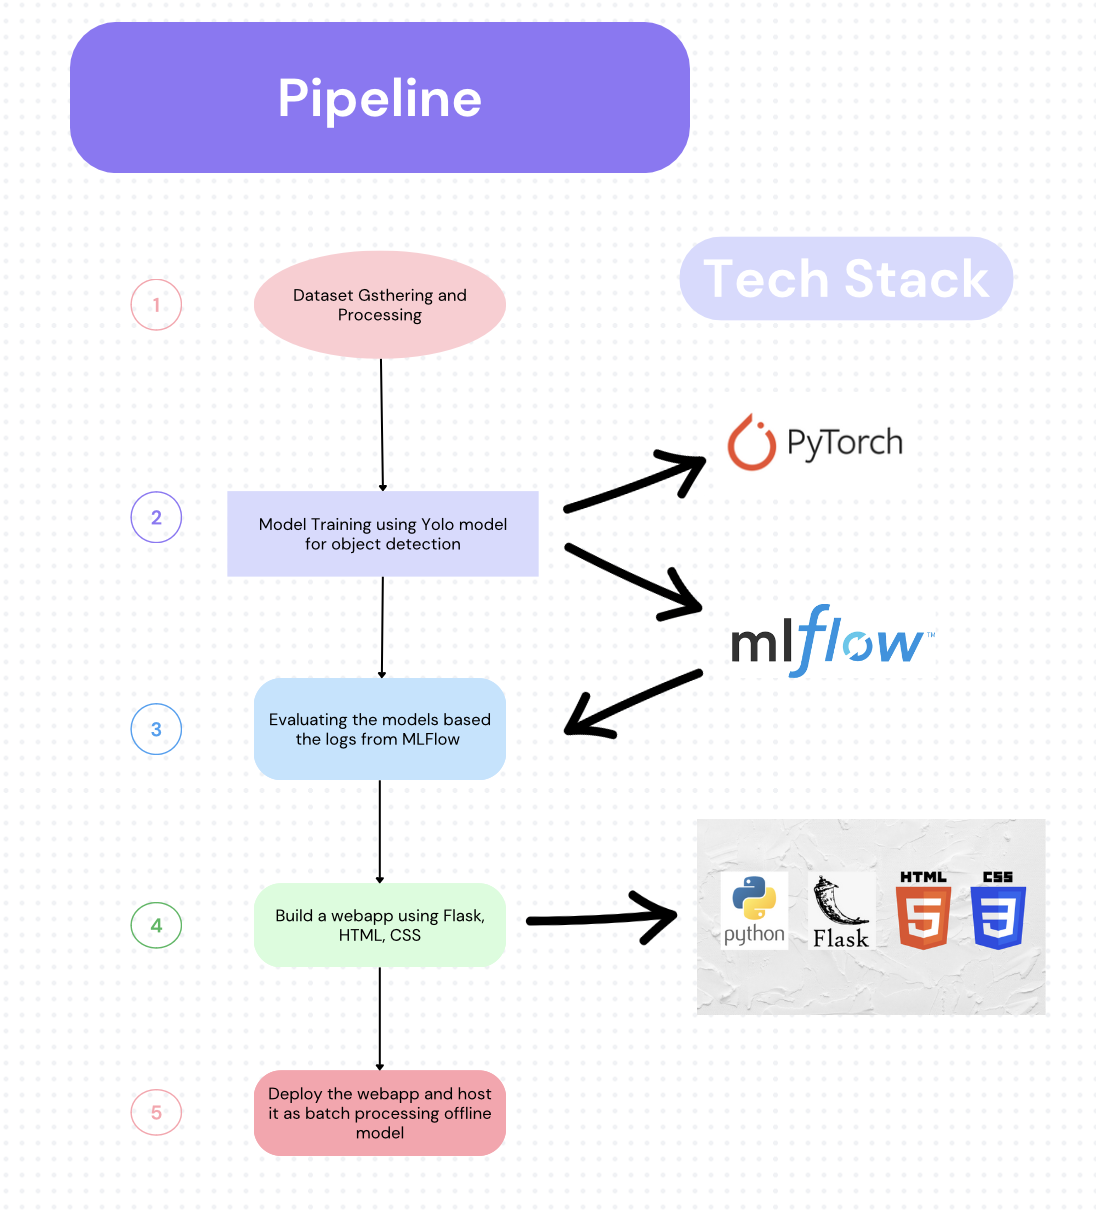 Pipeline
Tech Stack
1
Dataset Gsthering and
Processing
PyTorch
2
Model Training using Yolo model
for object detection
mlflow™
3
Evaluating the models based
the logs from MLFlow
4
Build a webapp using Flask,
HTML, CSS
HTML
5
CSS
3
python
Flask
5
Deploy the webapp and host
it as batch processing offline
model